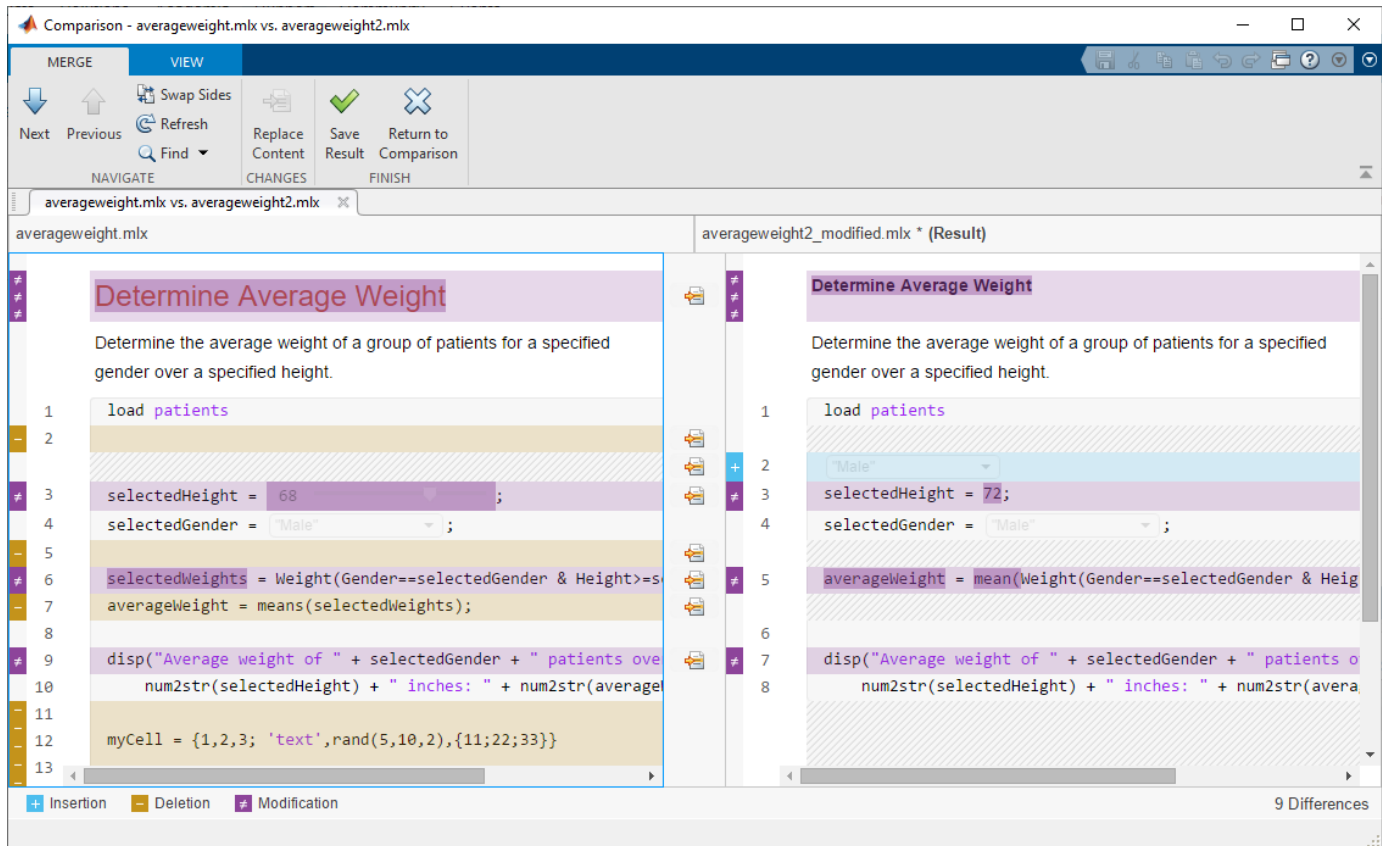 Comparison - averageweight.mlx vs. averageweight2.mlx
MERGE VIEW
Next Previous Swap Sides Refresh Find Replace Content Save Result Return to Comparison
NAVIGATE CHANGES FINISH
averageweight.mlx vs. averageweight2.mlx
averageweight.mlx
Determine Average Weight
Determine the average weight of a group of patients for a specified
gender over a specified height.
1 load patients
2
3 selectedHeight = 68 ;
4 selectedGender = "Male" ;
5
6 selectedWeights = Weight(Gender==selectedGender & Height>=se
7 averageWeight = means(selectedWeights);
8
9 disp("Average weight of " + selectedGender + " patients ove
10 num2str(selectedHeight) + " inches: " + num2str(average
11
12 myCell = {1,2,3; 'text',rand(5,10,2),{11;22;33}}
13
averageweight2_modified.mlx * (Result)
Determine Average Weight
Determine the average weight of a group of patients for a specified
gender over a specified height.
1 load patients
2 "Male"
3 selectedHeight = 72;
4 selectedGender = "Male" ;
5 averageWeight = mean(Weight(Gender==selectedGender & Heig
6
7 disp("Average weight of " + selectedGender + " patients o
8 num2str(selectedHeight) + " inches: " + num2str(avera
+ Insertion − Deletion ≠ Modification
9 Differences